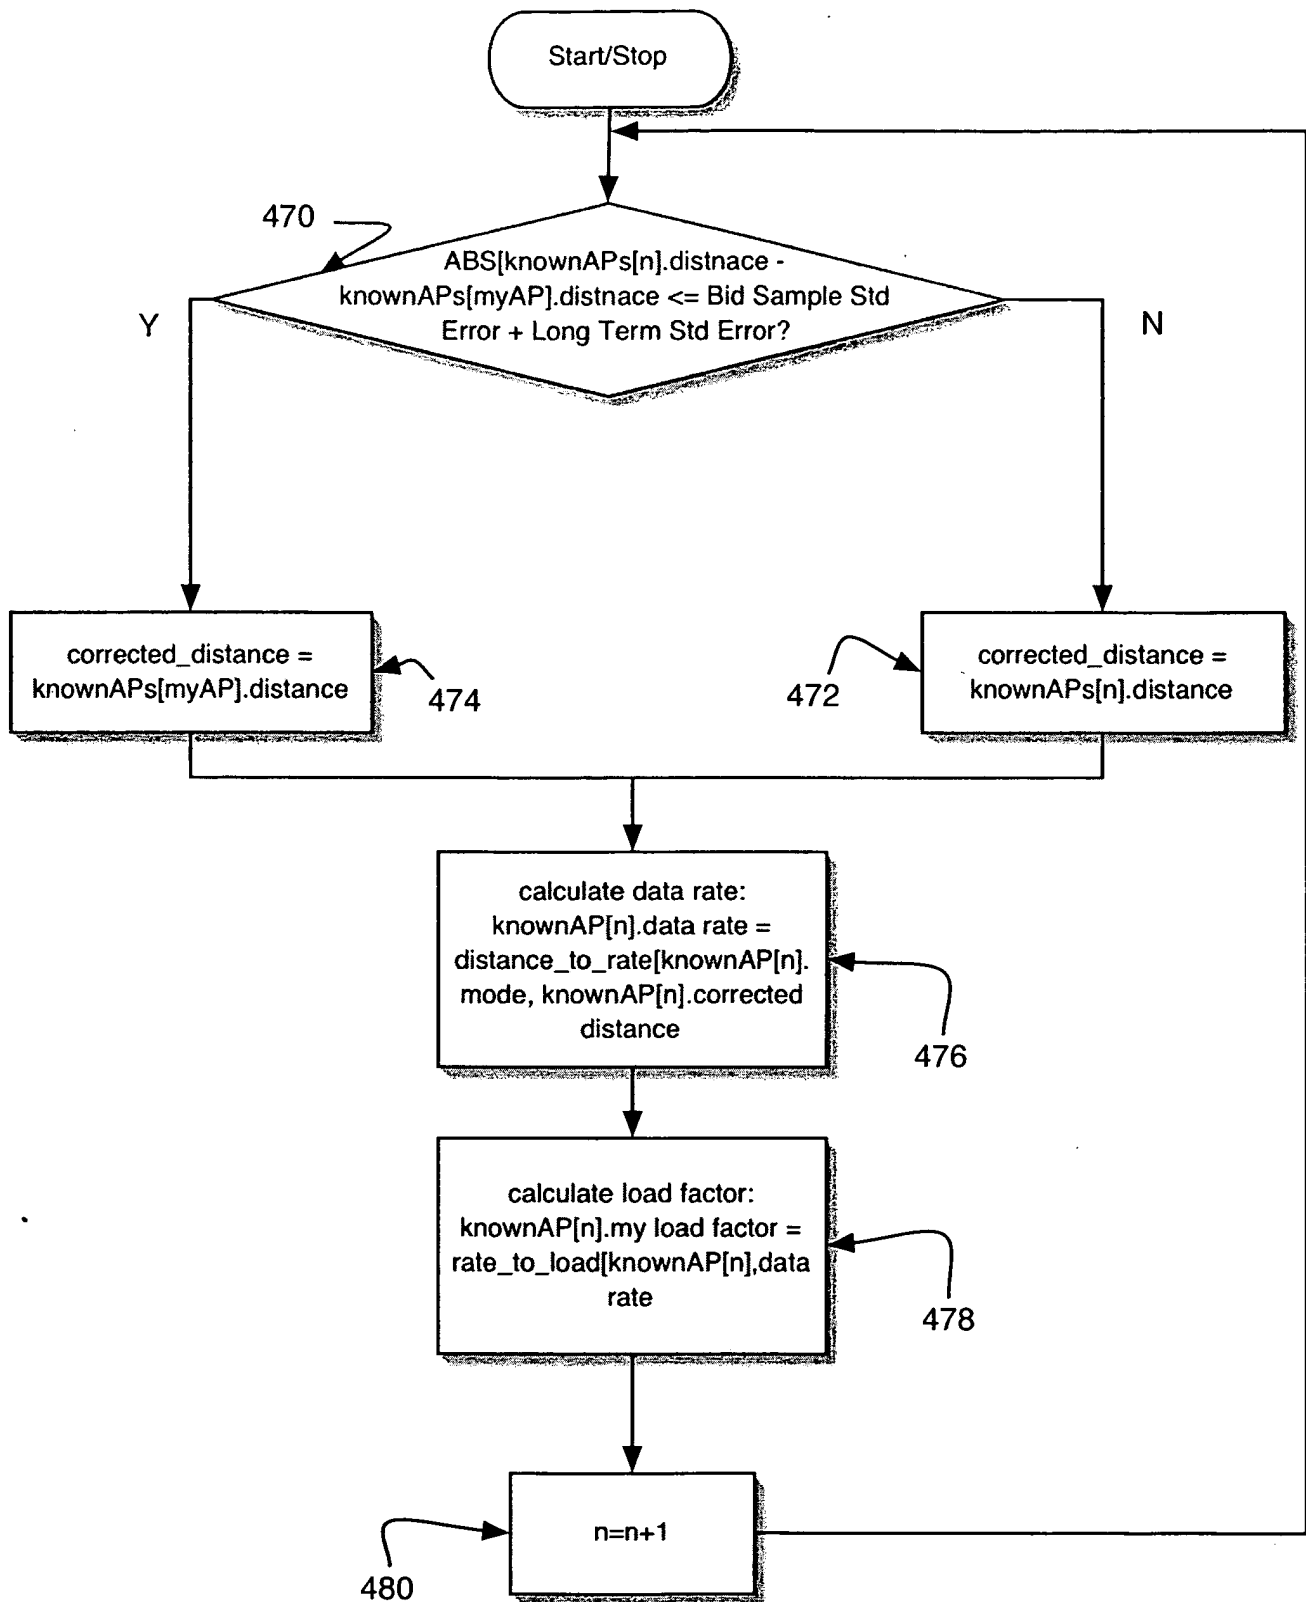 Start/Stop
470
ABS[knownAPs[n].distnace -
knownAPs[myAP].distnace <= Bid Sample Std
Error + Long Term Std Error?
Y
N
corrected_distance =
knownAPs[myAP].distance
474
472
corrected_distance =
knownAPs[n].distance
calculate data rate:
knownAP[n].data rate =
distance_to_rate[knownAP[n].
mode, knownAP[n].corrected
distance
476
calculate load factor:
knownAP[n].my load factor =
rate_to_load[knownAP[n],data
rate
478
n=n+1
480